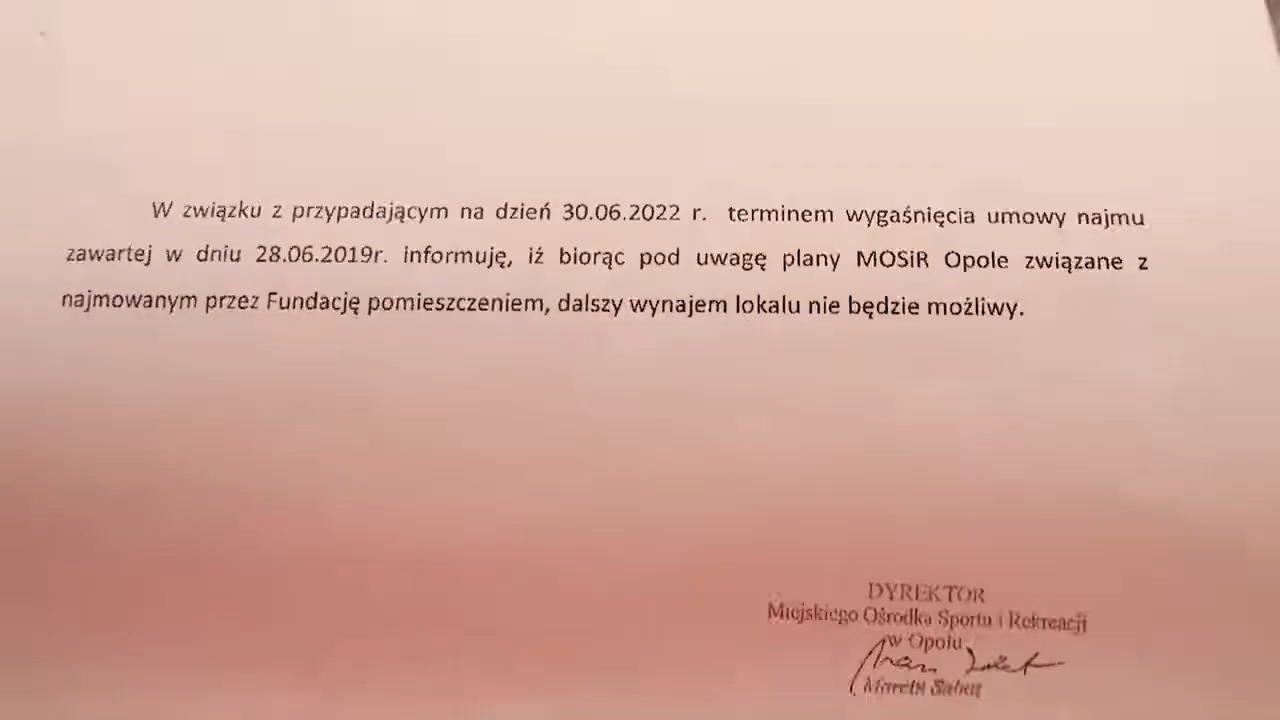 W związku z przypadającym na dzień 30.06.2022 r. terminem wygaśnięcia umowy najmu
zawartej w dniu 28.06.2019r. informuję, iż biorąc pod uwagę plany MOSiR Opole związane z
najmowanym przez Fundację pomieszczeniem, dalszy wynajem lokalu nie będzie możliwy.
DYREKTOR
Miejskiego Ośrodka Sportu i Rekreacji
w Opolu